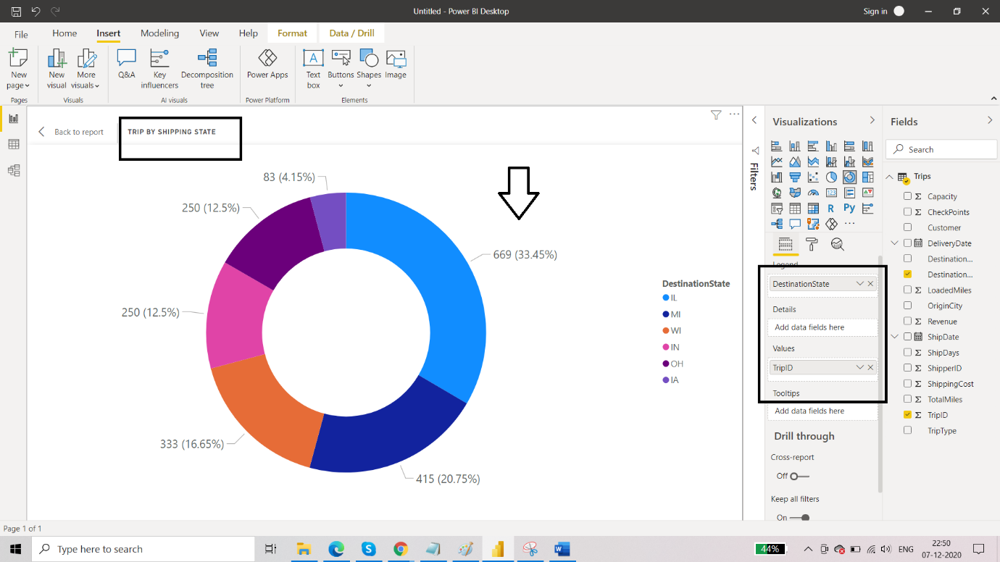 Untitled - Power BI Desktop
Sign in
File
Home
Insert
Modeling
View
Help
Format
Data / Drill
New page
New visual
More visuals
Q&A
Key influencers
Decomposition tree
Power Apps
Text box
Buttons
Shapes
Image
Pages
Visuals
AI visuals
Power Platform
Elements
Back to report
TRIP BY SHIPPING STATE
83 (4.15%)
250 (12.5%)
669 (33.45%)
250 (12.5%)
333 (16.65%)
415 (20.75%)
DestinationState
IL
MI
WI
IN
OH
IA
Filters
Visualizations
123
R
Py
Legend
DestinationState
Details
Add data fields here
Values
TripID
Tooltips
Add data fields here
Drill through
Cross-report
Off
Keep all filters
On
Fields
Search
Trips
Capacity
CheckPoints
Customer
DeliveryDate
Destination...
Destination...
LoadedMiles
OriginCity
Revenue
ShipDate
ShipDays
ShipperID
ShippingCost
TotalMiles
TripID
TripType
Page 1 of 1
Type here to search
44%
ENG
22:50
07-12-2020